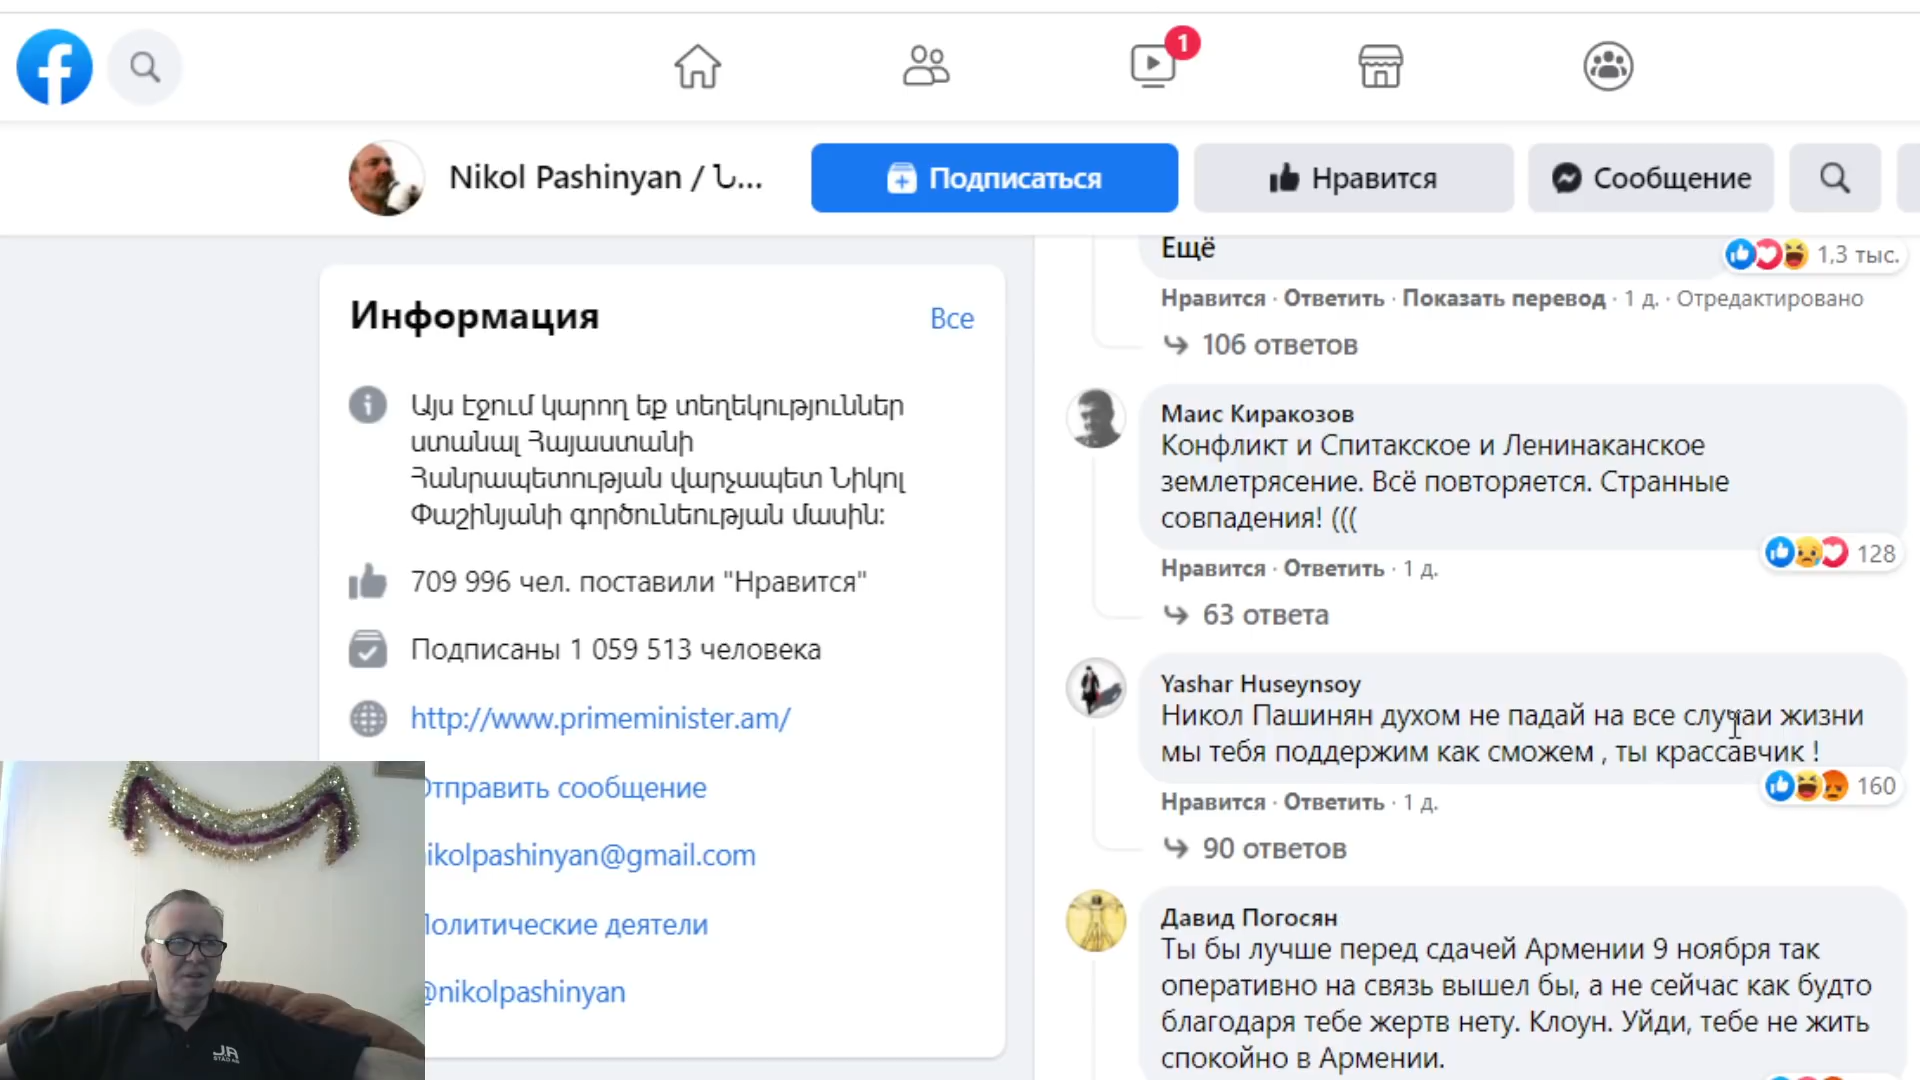 1
Nikol Pashinyan / Ն...
Подписаться
Нравится
Сообщение
Информация
Все
Այս էջում կարող եք տեղեկություններ
ստանալ Հայաստանի
Հանրապետության վարչապետ Նիկոլ
Փաշինյանի գործունեության մասին:
709 996 чел. поставили "Нравится"
Подписаны 1 059 513 человека
http://www.primeminister.am/
Отправить сообщение
nikolpashinyan@gmail.com
Политические деятели
@nikolpashinyan
Ещё
1,3 тыс.
Нравится · Ответить · Показать перевод · 1 д. · Отредактировано
106 ответов
Маис Киракозов
Конфликт и Спитакское и Ленинаканское
землетрясение. Всё повторяется. Странные
совпадения! (((
128
Нравится · Ответить · 1 д.
63 ответа
Yashar Huseynsoy
Никол Пашинян духом не падай на все случаи жизни
мы тебя поддержим как сможем , ты крассавчик !
160
Нравится · Ответить · 1 д.
90 ответов
Давид Погосян
Ты бы лучше перед сдачей Армении 9 ноября так
оперативно на связь вышел бы, а не сейчас как будто
благодаря тебе жертв нету. Клоун. Уйди, тебе не жить
спокойно в Армении.
J.A